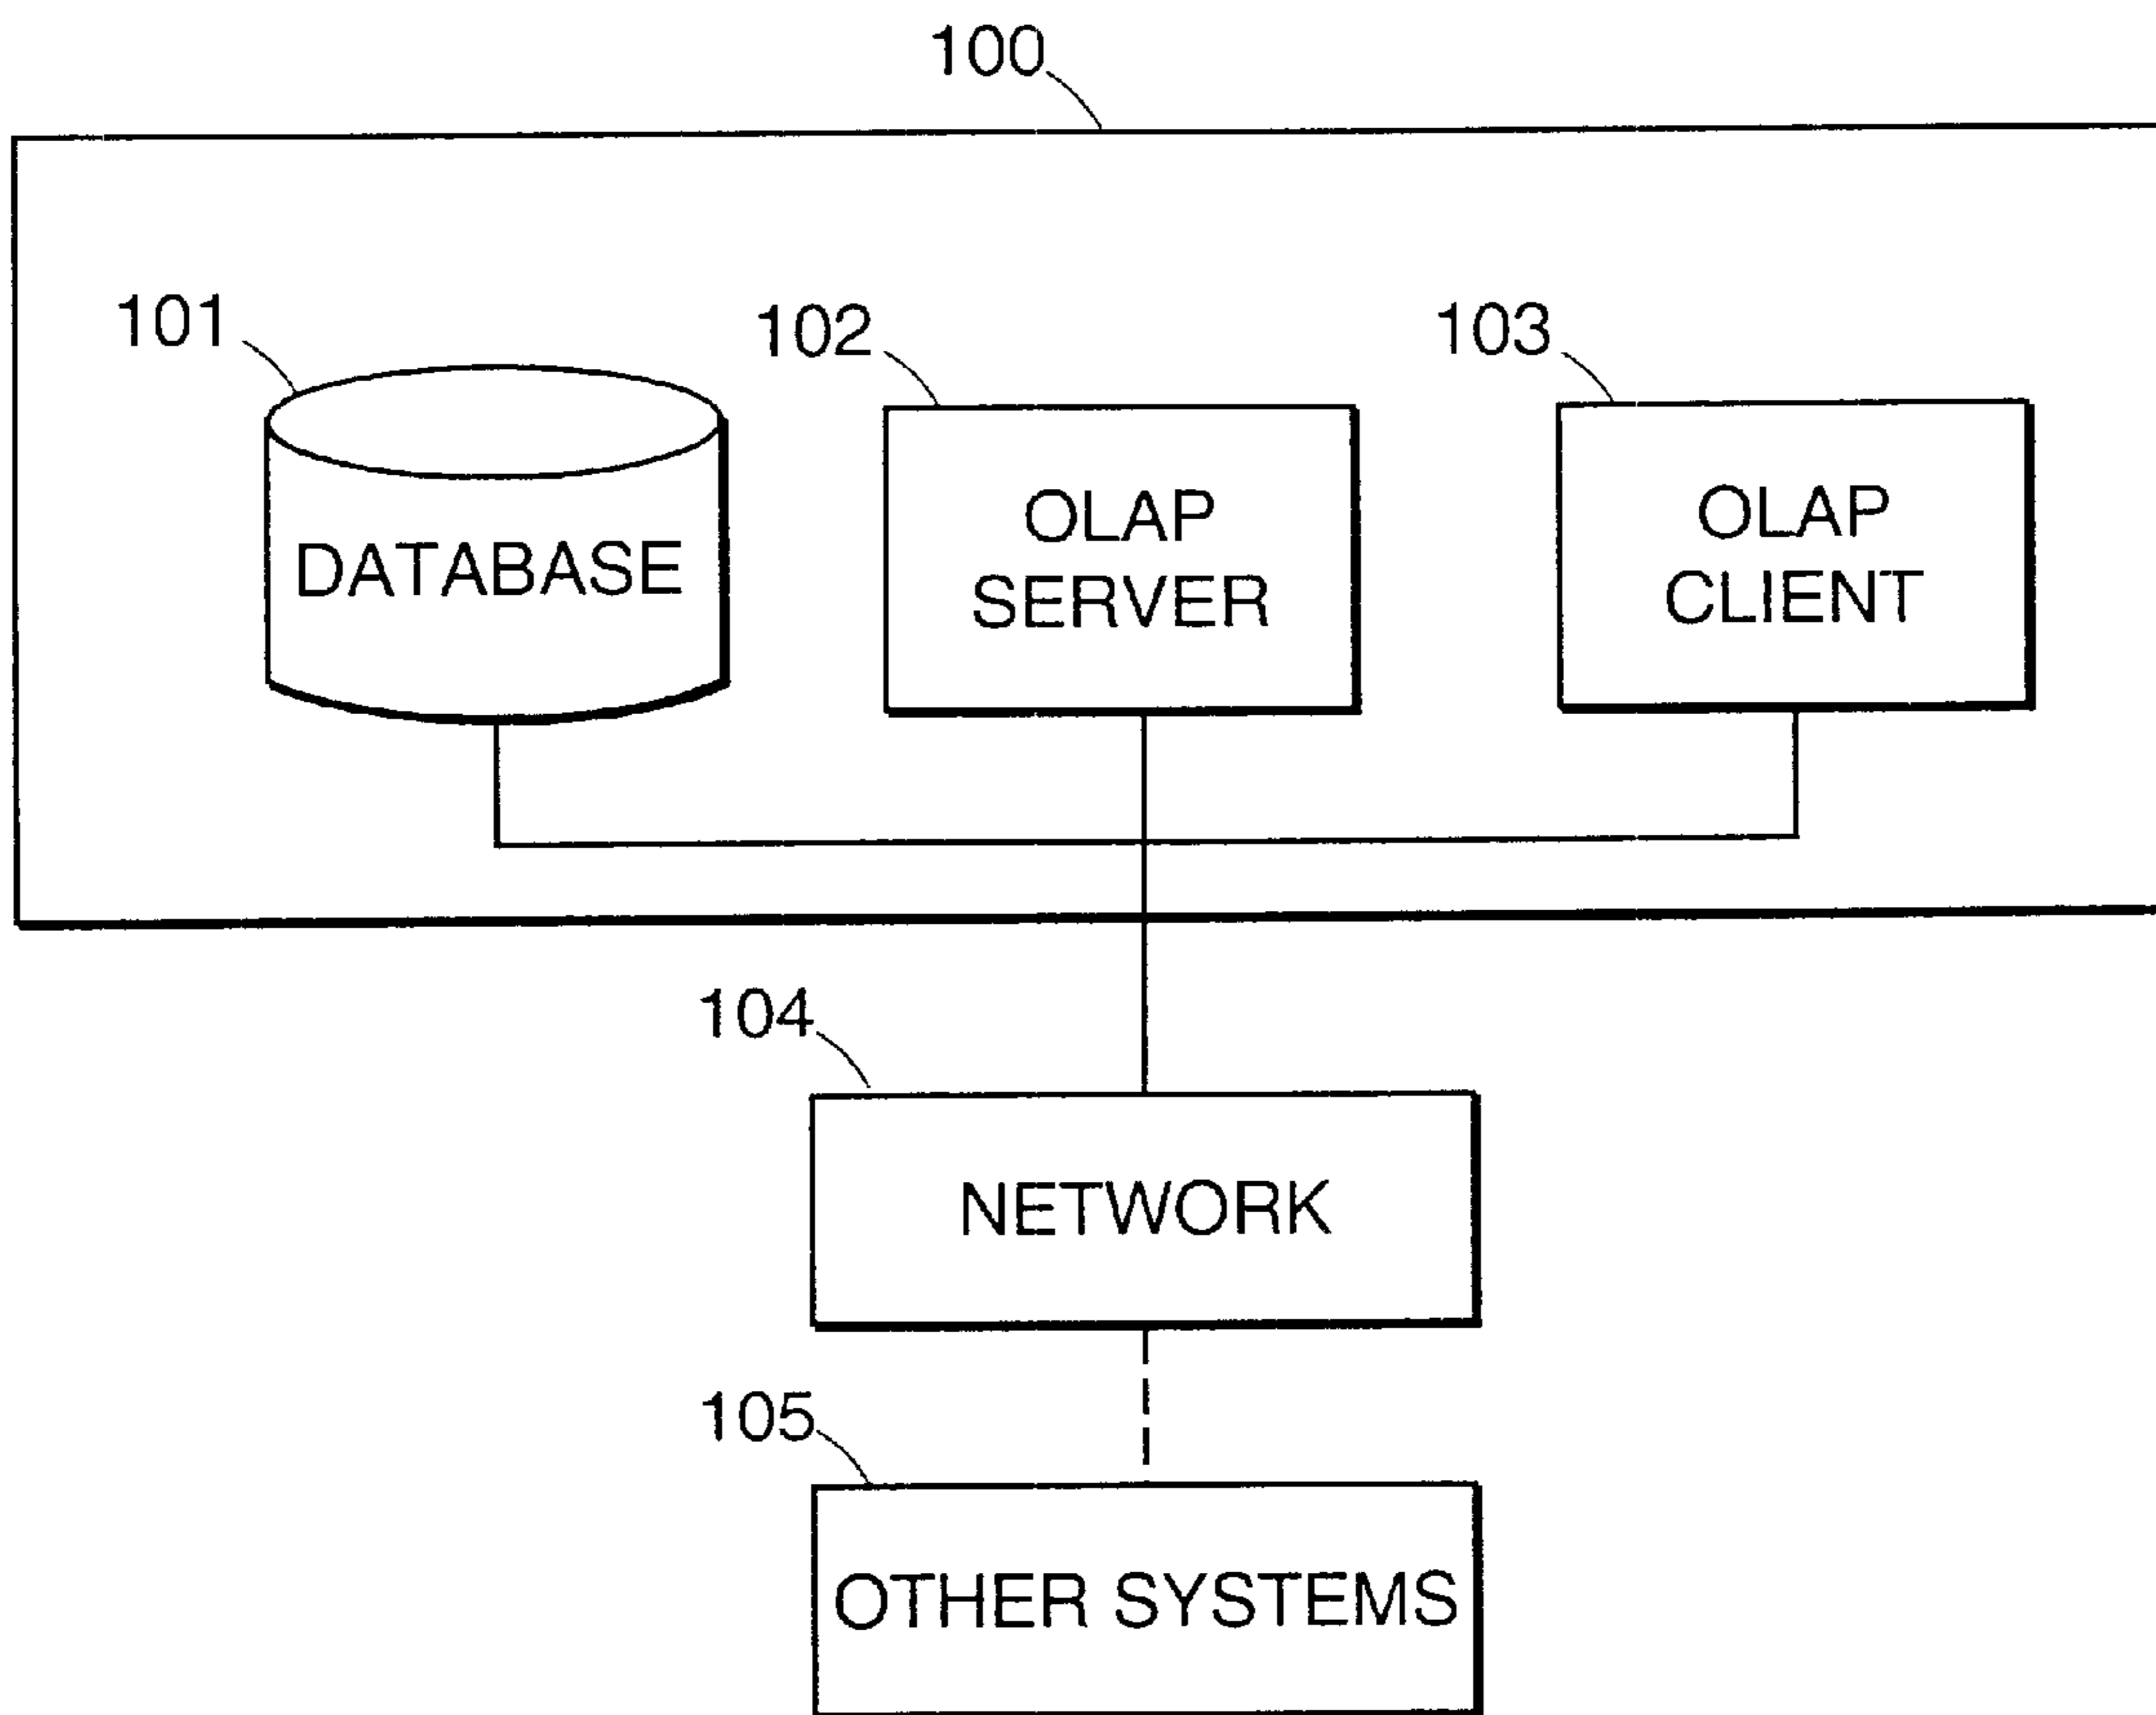 100
101
102
103
DATABASE
OLAP
SERVER
OLAP
CLIENT
104
NETWORK
105
OTHER SYSTEMS